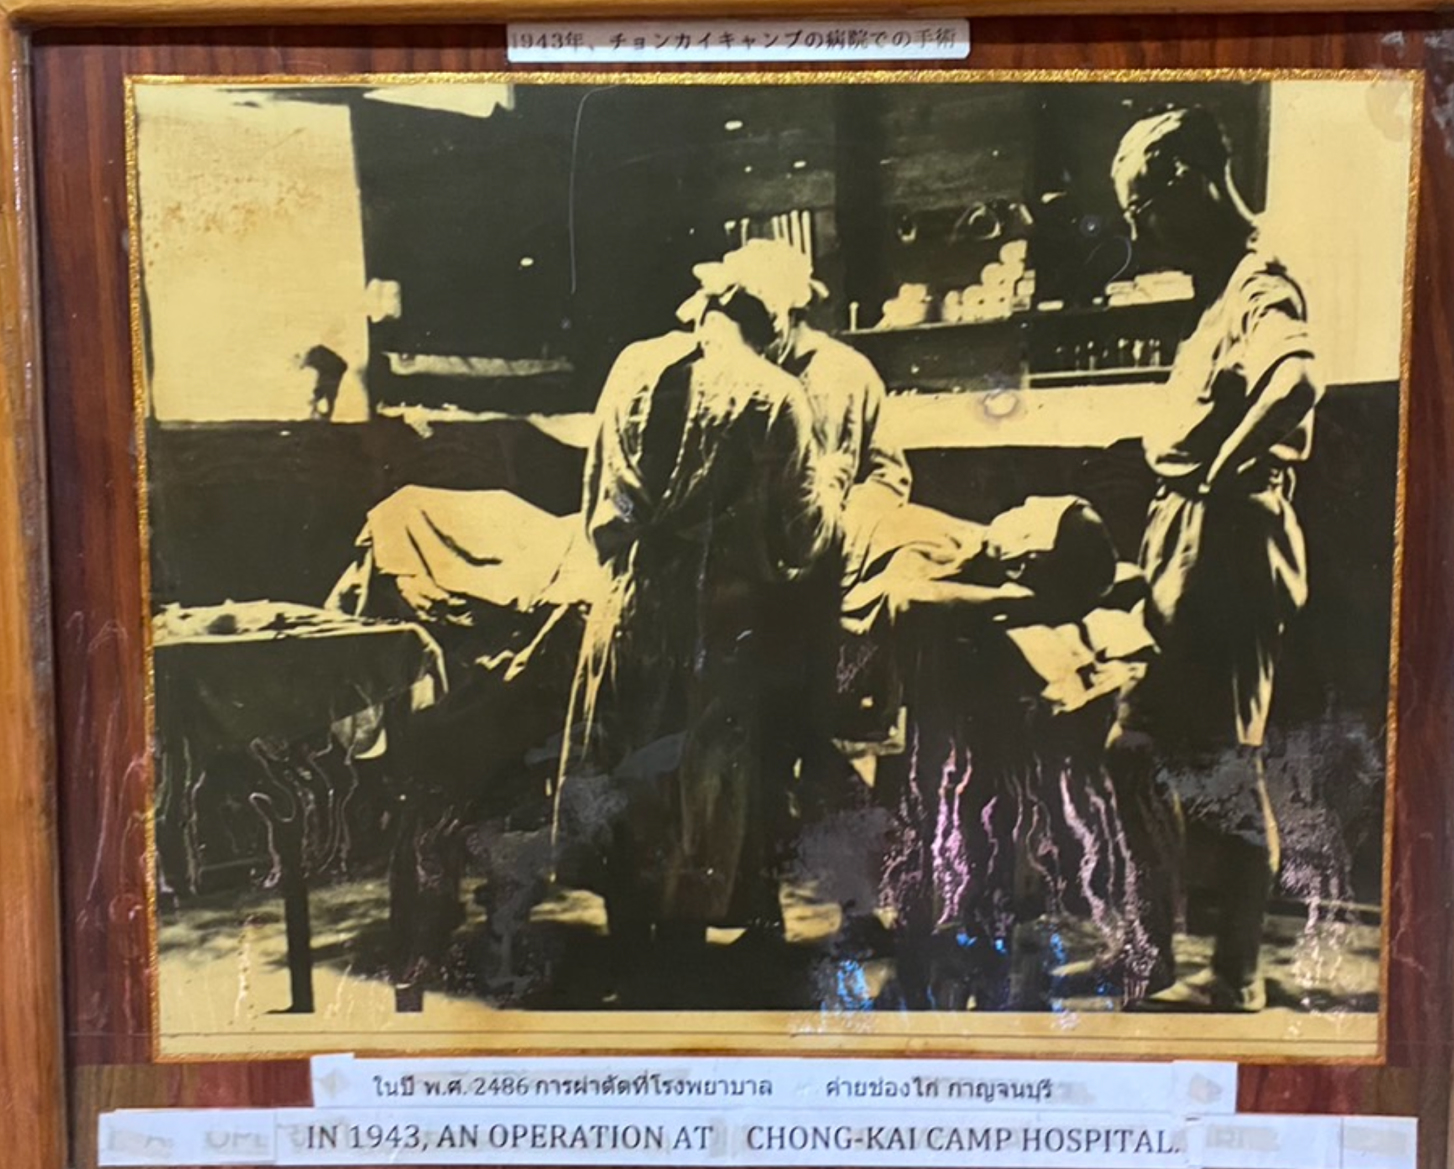 1943年、チョンカイキャンプの病院での手術
ในปี พ.ศ. 2486 การผ่าตัดที่โรงพยาบาล ค่ายช่องไก่ กาญจนบุรี
IN 1943, AN OPERATION AT CHONG-KAI CAMP HOSPITAL.